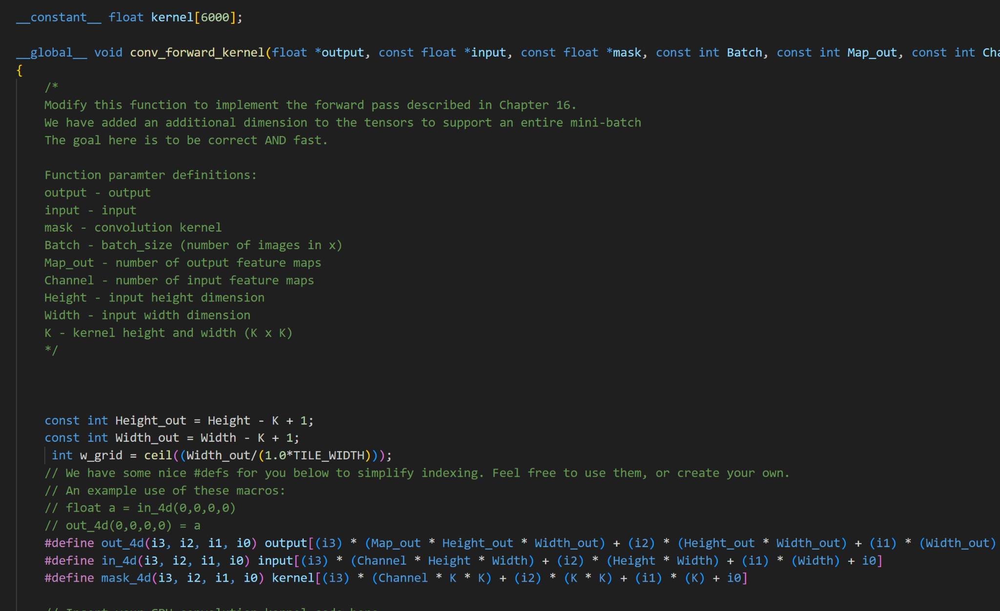 __constant__ float kernel[6000];
__global__ void conv_forward_kernel(float *output, const float *input, const float *mask, const int Batch, const int Map_out, const int Cha
{
/*
Modify this function to implement the forward pass described in Chapter 16.
We have added an additional dimension to the tensors to support an entire mini-batch
The goal here is to be correct AND fast.
Function paramter definitions:
output - output
input - input
mask - convolution kernel
Batch - batch_size (number of images in x)
Map_out - number of output feature maps
Channel - number of input feature maps
Height - input height dimension
Width - input width dimension
K - kernel height and width (K x K)
*/
const int Height_out = Height - K + 1;
const int Width_out = Width - K + 1;
int w_grid = ceil((Width_out/(1.0*TILE_WIDTH)));
// We have some nice #defs for you below to simplify indexing. Feel free to use them, or create your own.
// An example use of these macros:
// float a = in_4d(0,0,0,0)
// out_4d(0,0,0,0) = a
#define out_4d(i3, i2, i1, i0) output[(i3) * (Map_out * Height_out * Width_out) + (i2) * (Height_out * Width_out) + (i1) * (Width_out)
#define in_4d(i3, i2, i1, i0) input[(i3) * (Channel * Height * Width) + (i2) * (Height * Width) + (i1) * (Width) + i0]
#define mask_4d(i3, i2, i1, i0) kernel[(i3) * (Channel * K * K) + (i2) * (K * K) + (i1) * (K) + i0]
// Insert your GPU convolution kernel code here